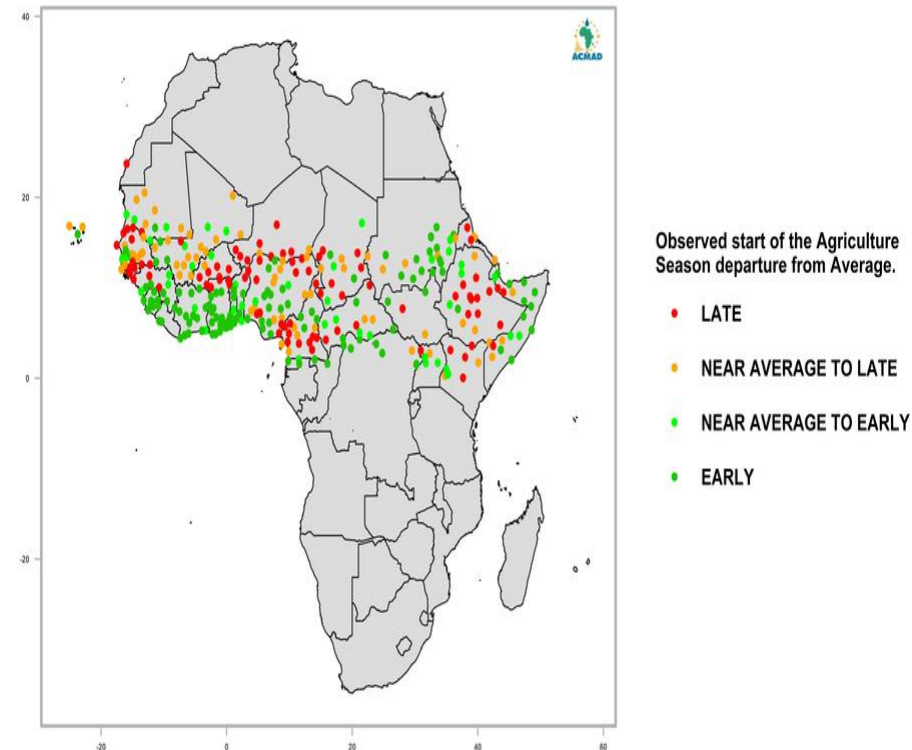 40
20
0
-20
-20
0
20
40
60
ACMAD
Observed start of the Agriculture
Season departure from Average.
LATE
NEAR AVERAGE TO LATE
NEAR AVERAGE TO EARLY
EARLY